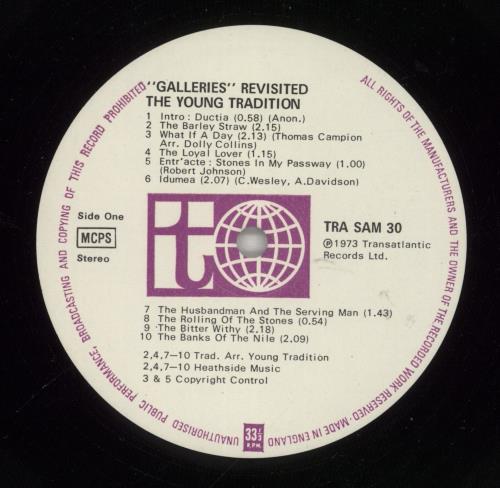 "GALLERIES" REVISITED
THE YOUNG TRADITION
1 Intro : Ductia (0.58) (Anon.)
2 The Barley Straw (2.15)
3 What If A Day (2.13) (Thomas Campion
Arr. Dolly Collins)
4 The Loyal Lover (1.15)
5 Entr'acte : Stones In My Passway (1.00)
(Robert Johnson)
6 Idumea (2.07) (C.Wesley, A.Davidson)
Side One
MCPS
Stereo
to
TRA SAM 30
℗ 1973 Transatlantic
Records Ltd.
7 The Husbandman And The Serving Man (1.43)
8 The Rolling Of The Stones (0.54)
9 The Bitter Withy (2.18)
10 The Banks Of The Nile (2.09)
2,4,7–10 Trad. Arr. Young Tradition
2,4,7–10 Heathside Music
3 & 5 Copyright Control
33⅓
R.P.M.
ALL RIGHTS OF THE MANUFACTURERS AND THE OWNER OF THE RECORDED WORK RESERVED–MADE IN ENGLAND
UNAUTHORISED PUBLIC PERFORMANCE, BROADCASTING AND COPYING OF THIS RECORD PROHIBITED